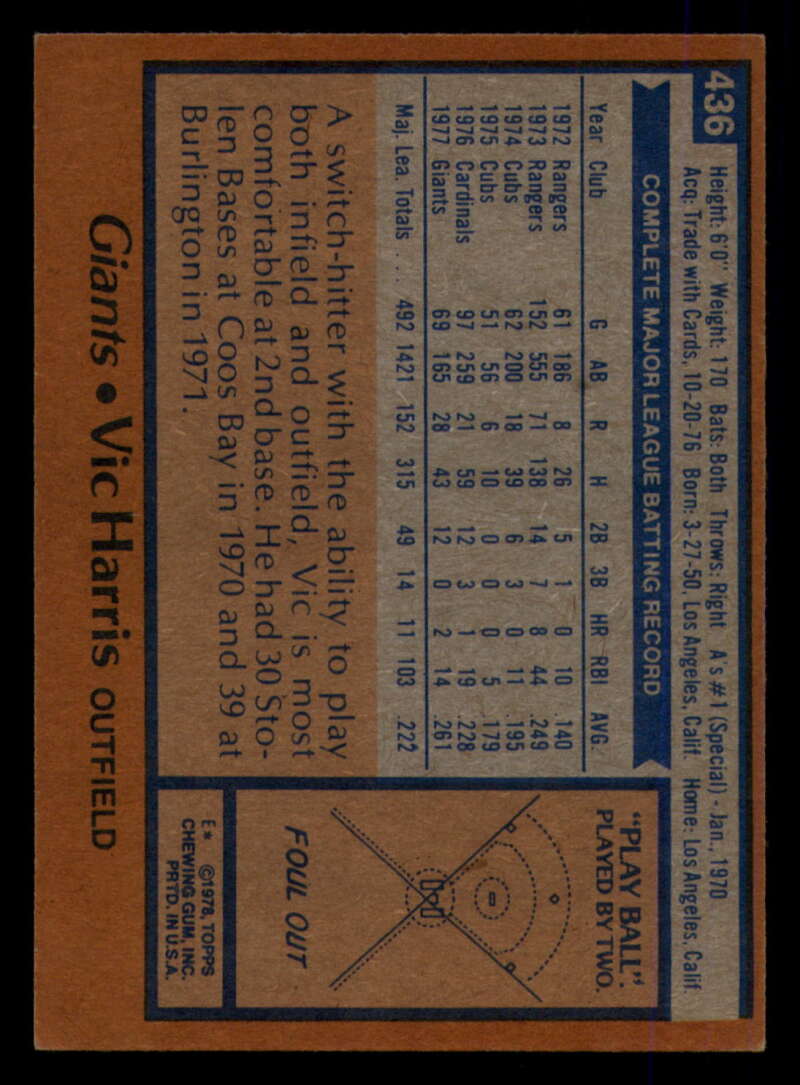 436
Height: 6'0" Weight: 170 Bats: Both Throws: Right A's #1 (Special) - Jan., 1970
Acq: Trade with Cards, 10-20-76 Born: 3-27-50, Los Angeles, Calif. Home: Los Angeles, Calif.
COMPLETE MAJOR LEAGUE BATTING RECORD
Year Club G AB R H 2B 3B HR RBI AVG.
1972 Rangers 61 186 8 26 5 1 0 10 .140
1973 Rangers 152 555 71 138 14 7 8 44 .249
1974 Cubs 62 200 18 39 6 3 0 11 .195
1975 Cubs 51 56 6 10 0 0 0 5 .179
1976 Cardinals 97 259 21 59 12 3 1 19 .228
1977 Giants 69 165 28 43 12 0 2 14 .261
Maj. Lea. Totals . . . 492 1421 152 315 49 14 11 103 .222
A switch-hitter with the ability to play
both infield and outfield, Vic is most
comfortable at 2nd base. He had 30 Sto-
len Bases at Coos Bay in 1970 and 39 at
Burlington in 1971.
"PLAY BALL":
PLAYED BY TWO.
FOUL OUT
E* ©1978, TOPPS
CHEWING GUM, INC.
PRTD. IN U.S.A.
Giants • Vic Harris OUTFIELD